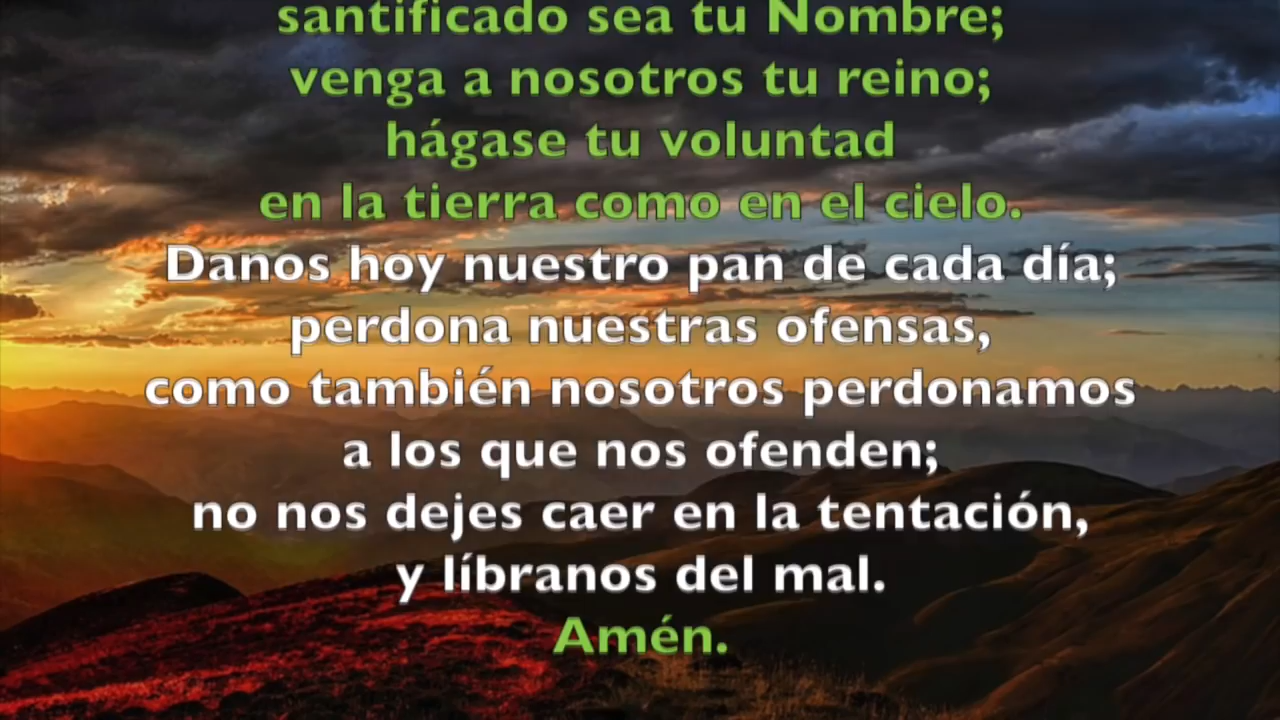 santificado sea tu Nombre;
venga a nosotros tu reino;
hágase tu voluntad
en la tierra como en el cielo.
Danos hoy nuestro pan de cada día;
perdona nuestras ofensas,
como también nosotros perdonamos
a los que nos ofenden;
no nos dejes caer en la tentación,
y líbranos del mal.
Amén.